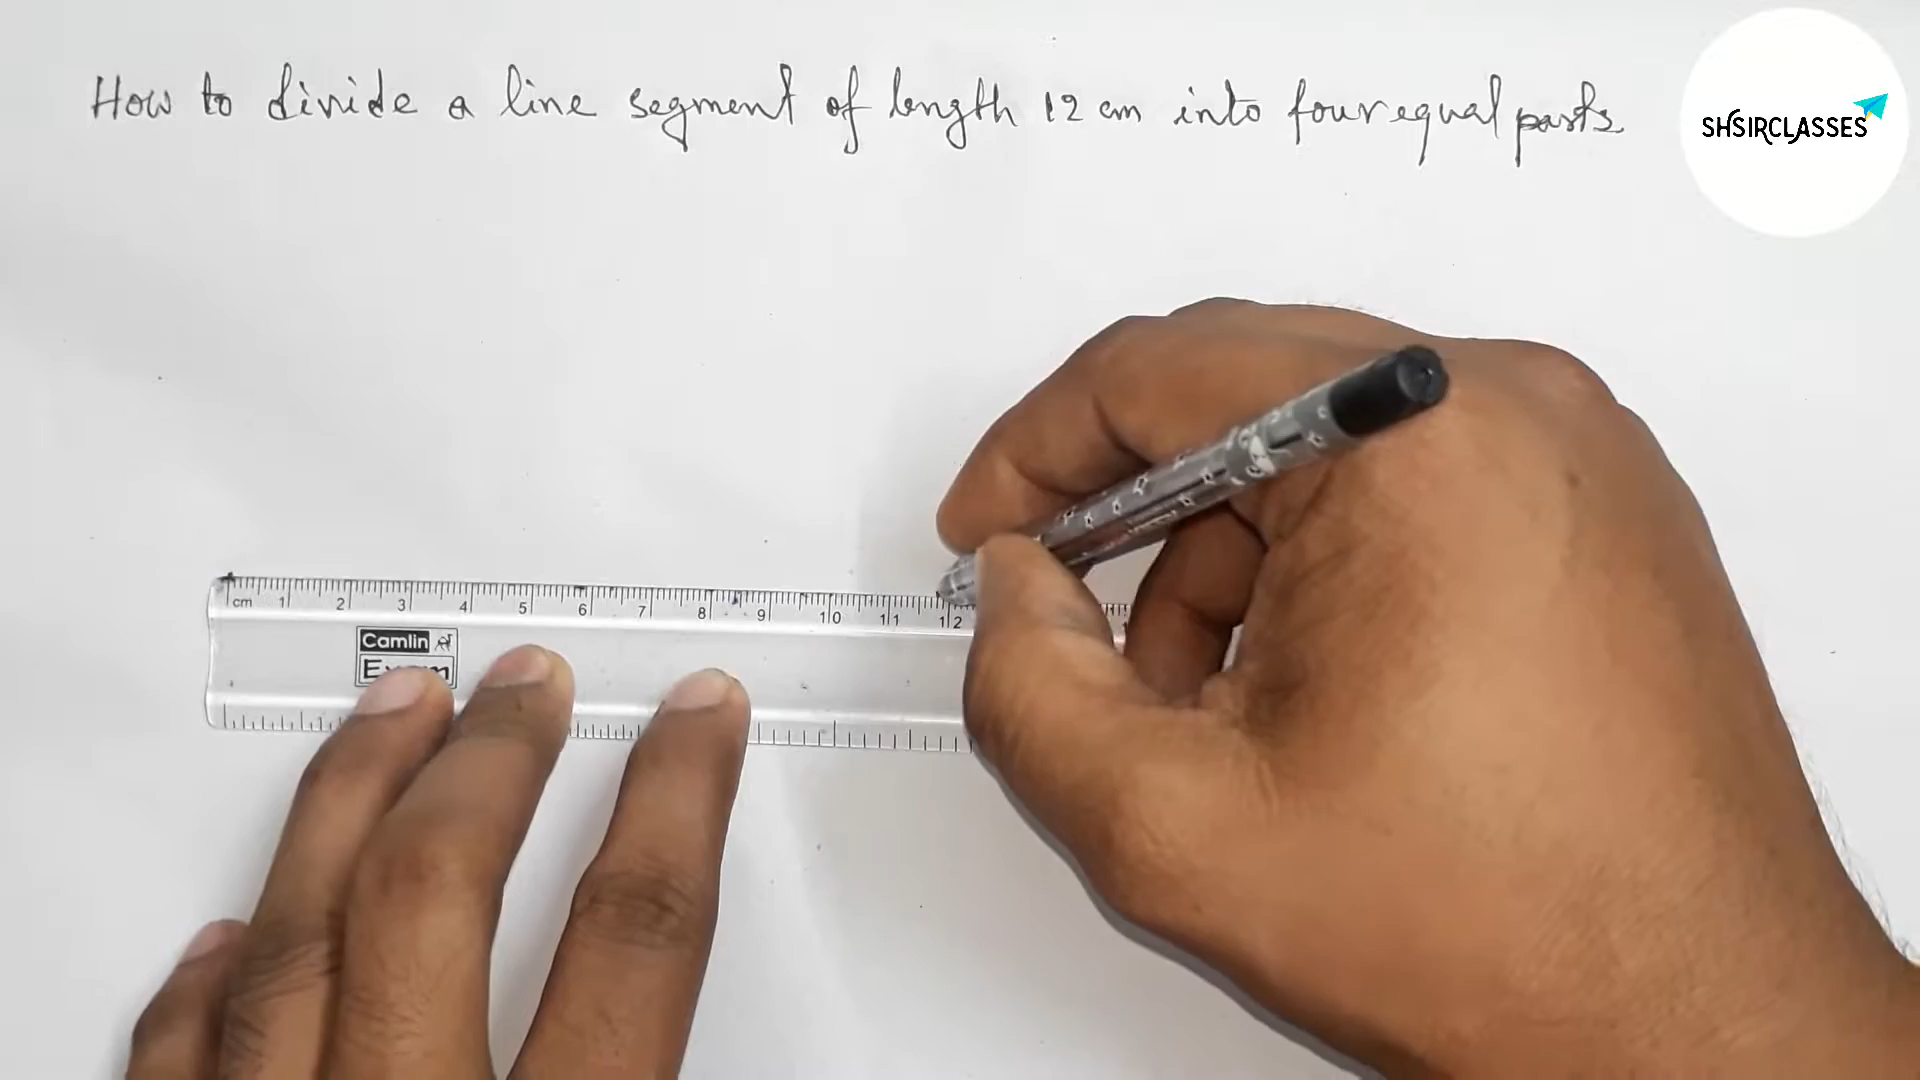 How to divide a line segment of length 12 cm into four equal parts
SHSIRCLASSES
cm 1 2 3 4 5 6 7 8 9 10 11 12
Camlin